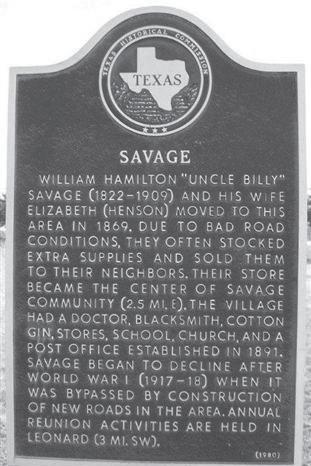 TEXAS HISTORICAL COMMISSION
TEXAS
SAVAGE
WILLIAM HAMILTON "UNCLE BILLY"
SAVAGE (1822-1909) AND HIS WIFE
ELIZABETH (HENSON) MOVED TO THIS
AREA IN 1869. DUE TO BAD ROAD
CONDITIONS, THEY OFTEN STOCKED
EXTRA SUPPLIES AND SOLD THEM
TO THEIR NEIGHBORS. THEIR STORE
BECAME THE CENTER OF SAVAGE
COMMUNITY (2.5 MI. E). THE VILLAGE
HAD A DOCTOR, BLACKSMITH, COTTON
GIN, STORES, SCHOOL, CHURCH, AND A
POST OFFICE ESTABLISHED IN 1891.
SAVAGE BEGAN TO DECLINE AFTER
WORLD WAR I (1917-18) WHEN IT
WAS BYPASSED BY CONSTRUCTION
OF NEW ROADS IN THE AREA. ANNUAL
REUNION ACTIVITIES ARE HELD IN
LEONARD (3 MI. SW).
(1980)